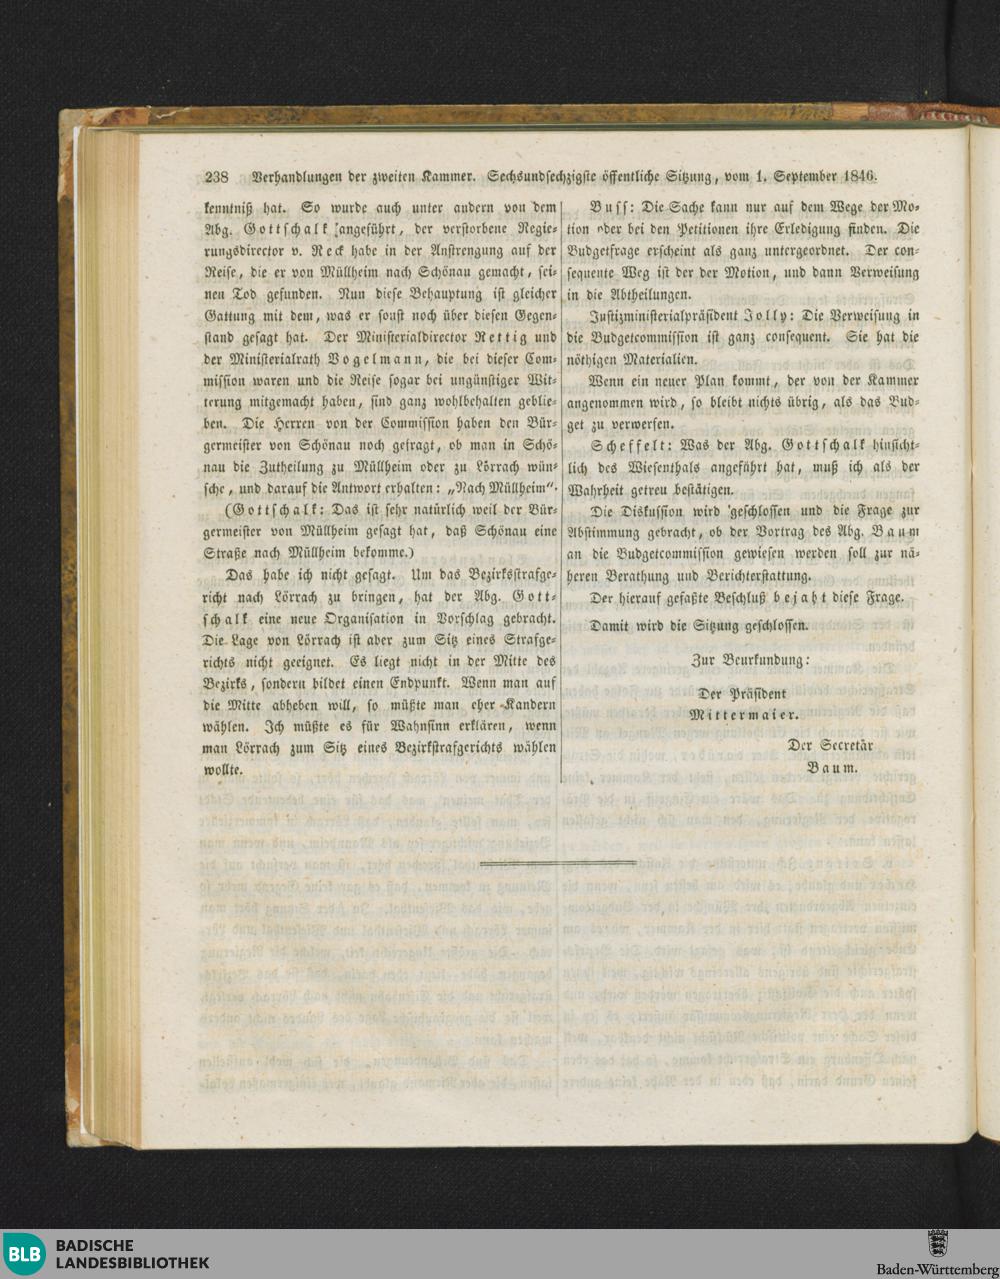 238 Verhandlungen der zweiten Kammer. Sechsundsechzigste öffentliche Sitzung, vom 1. September 1846.
kenntniß hat. So wurde auch unter andern von dem
Abg. Gottschalk angeführt, der verstorbene Regie-
rungsdirector v. Reck habe in der Anstrengung auf der
Reise, die er von Müllheim nach Schönau gemacht, sei-
nen Tod gefunden. Nun diese Behauptung ist gleicher
Gattung mit dem, was er sonst noch über diesen Gegen-
stand gesagt hat. Der Ministerialdirector Rettig und
der Ministerialrath Vogelmann, die bei dieser Com-
mission waren und die Reise sogar bei ungünstiger Wit-
terung mitgemacht haben, sind ganz wohlbehalten geblie-
ben. Die Herren von der Commission haben den Bür-
germeister von Schönau noch gefragt, ob man in Schö-
nau die Zutheilung zu Müllheim oder zu Lörrach wün-
sche, und darauf die Antwort erhalten: „Nach Müllheim“.
(Gottschalk: Das ist sehr natürlich weil der Bür-
germeister von Müllheim gesagt hat, daß Schönau eine
Straße nach Müllheim bekomme.)
Das habe ich nicht gesagt. Um das Bezirksstrafge-
richt nach Lörrach zu bringen, hat der Abg. Gott-
schalk eine neue Organisation in Vorschlag gebracht.
Die Lage von Lörrach ist aber zum Sitz eines Strafge-
richts nicht geeignet. Es liegt nicht in der Mitte des
Bezirks, sondern bildet einen Endpunkt. Wenn man auf
die Mitte abheben will, so müßte man eher Kandern
wählen. Ich müßte es für Wahnsinn erklären, wenn
man Lörrach zum Sitz eines Bezirkstrafgerichts wählen
wollte.
Buss: Die Sache kann nur auf dem Wege der Mo-
tion oder bei den Petitionen ihre Erledigung finden. Die
Budgetfrage erscheint als ganz untergeordnet. Der con-
sequente Weg ist der der Motion, und dann Verweisung
in die Abtheilungen.
Justizministerialpräsident Jolly: Die Verweisung in
die Budgetcommission ist ganz consequent. Sie hat die
nöthigen Materialien.
Wenn ein neuer Plan kommt, der von der Kammer
angenommen wird, so bleibt nichts übrig, als das Bud-
get zu verwerfen.
Scheffelt: Was der Abg. Gottschalk hinsicht-
lich des Wiesenthals angeführt hat, muß ich als der
Wahrheit getreu bestätigen.
Die Diskussion wird geschlossen und die Frage zur
Abstimmung gebracht, ob der Vortrag des Abg. Baum
an die Budgetcommission gewiesen werden soll zur nä-
heren Berathung und Berichterstattung.
Der hierauf gefaßte Beschluß bejaht diese Frage.
Damit wird die Sitzung geschlossen.
Zur Beurkundung:
Der Präsident
Mittermaier.
Der Secretär
Baum.
BLB BADISCHE
LANDESBIBLIOTHEK
Baden-Württemberg